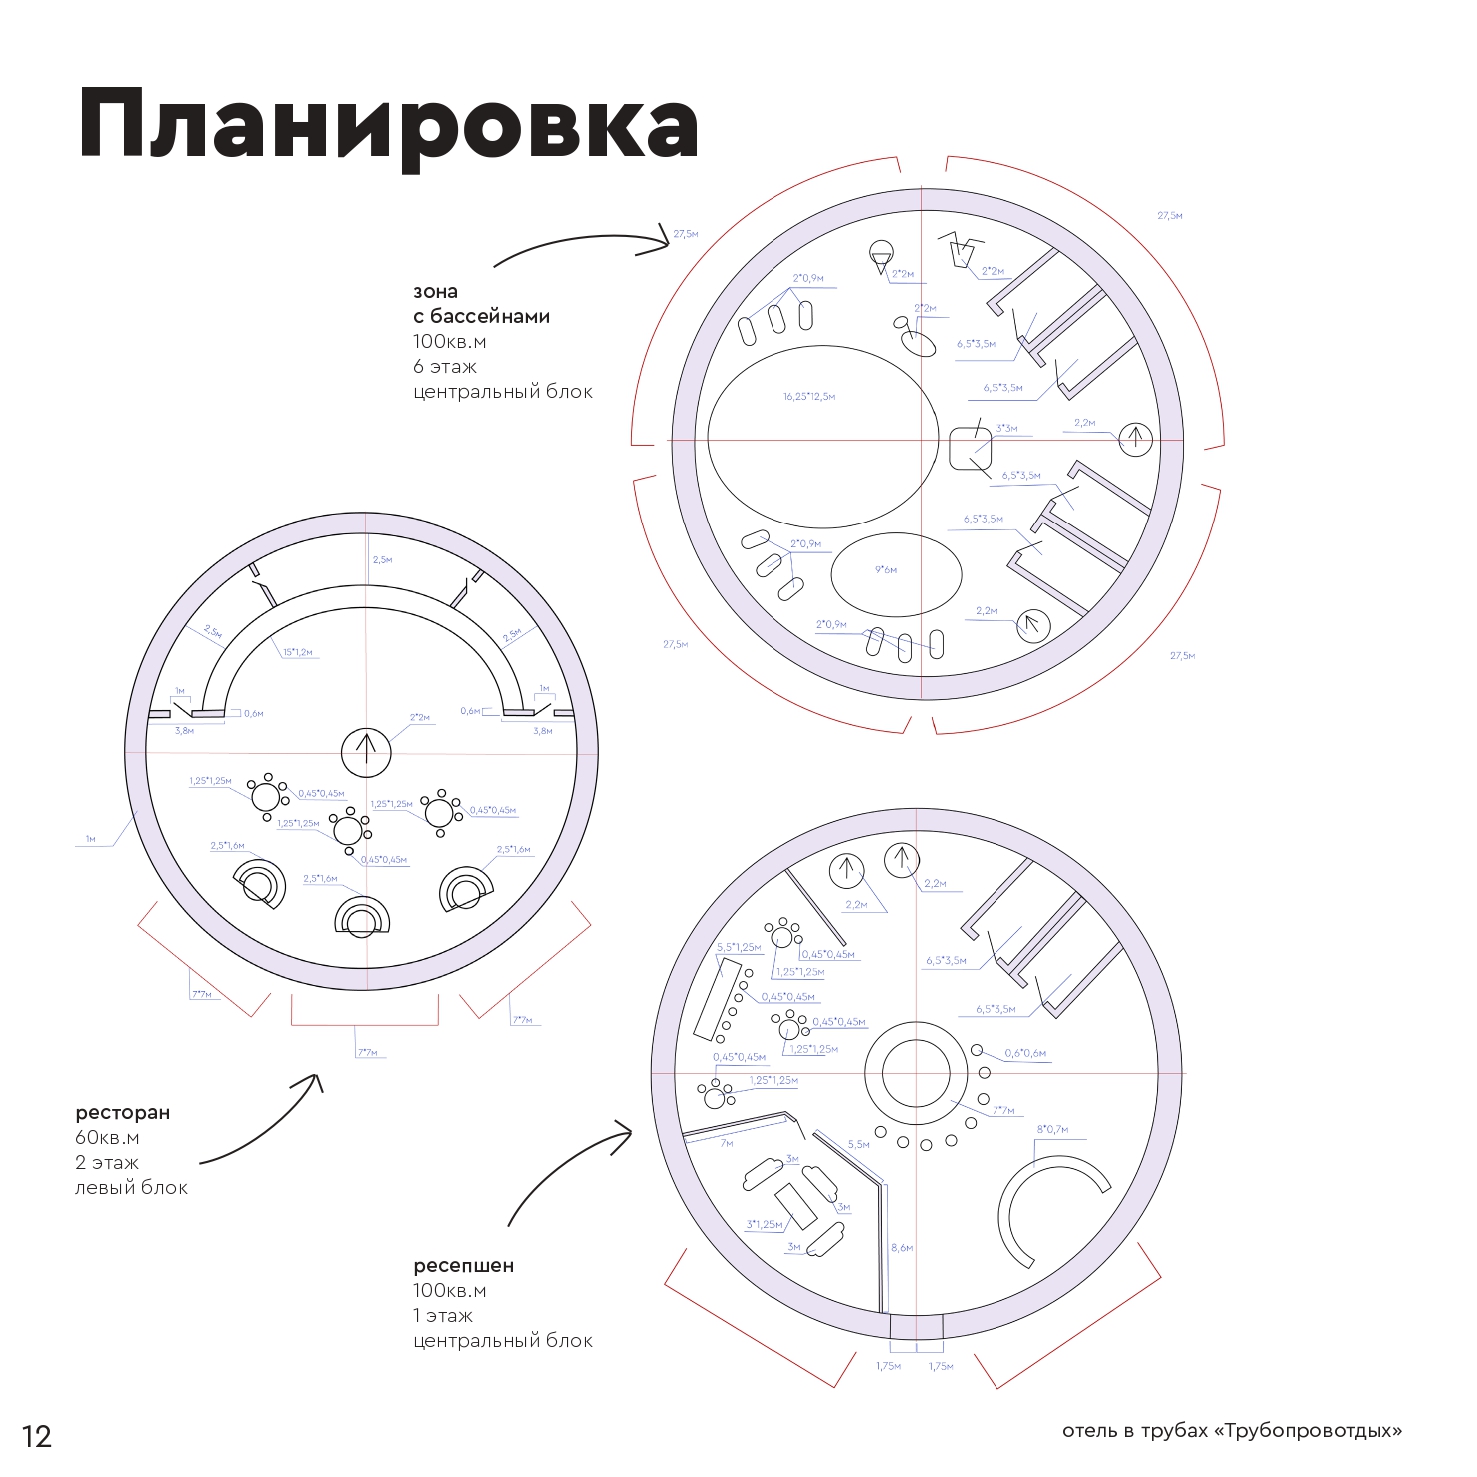 Планировка
27,5м
27,5м
зона
с бассейнами
100кв.м
6 этаж
центральный блок
2*0,9м
2*2м
2*2м
2*2м
6,5*3,5м
6,5*3,5м
16,25*12,5м
3*3м
2,2м
6,5*3,5м
6,5*3,5м
2*0,9м
9*6м
2,2м
2*0,9м
27,5м
27,5м
2,5м
2,5м
2,5м
15*1,2м
1м
1м
0,6м
0,6м
3,8м
3,8м
2*2м
1,25*1,25м
0,45*0,45м
1,25*1,25м
0,45*0,45м
1,25*1,25м
0,45*0,45м
1м
2,5*1,6м
2,5*1,6м
2,5*1,6м
7*7м
7*7м
7*7м
ресторан
60кв.м
2 этаж
левый блок
2,2м
2,2м
5,5*1,25м
0,45*0,45м
1,25*1,25м
6,5*3,5м
0,45*0,45м
6,5*3,5м
0,45*0,45м
1,25*1,25м
0,45*0,45м
0,6*0,6м
1,25*1,25м
7*7м
8*0,7м
7м
5,5м
3м
3м
3*1,25м
3м
8,6м
1,75м
1,75м
ресепшен
100кв.м
1 этаж
центральный блок
12
отель в трубах «Трубопровотдых»